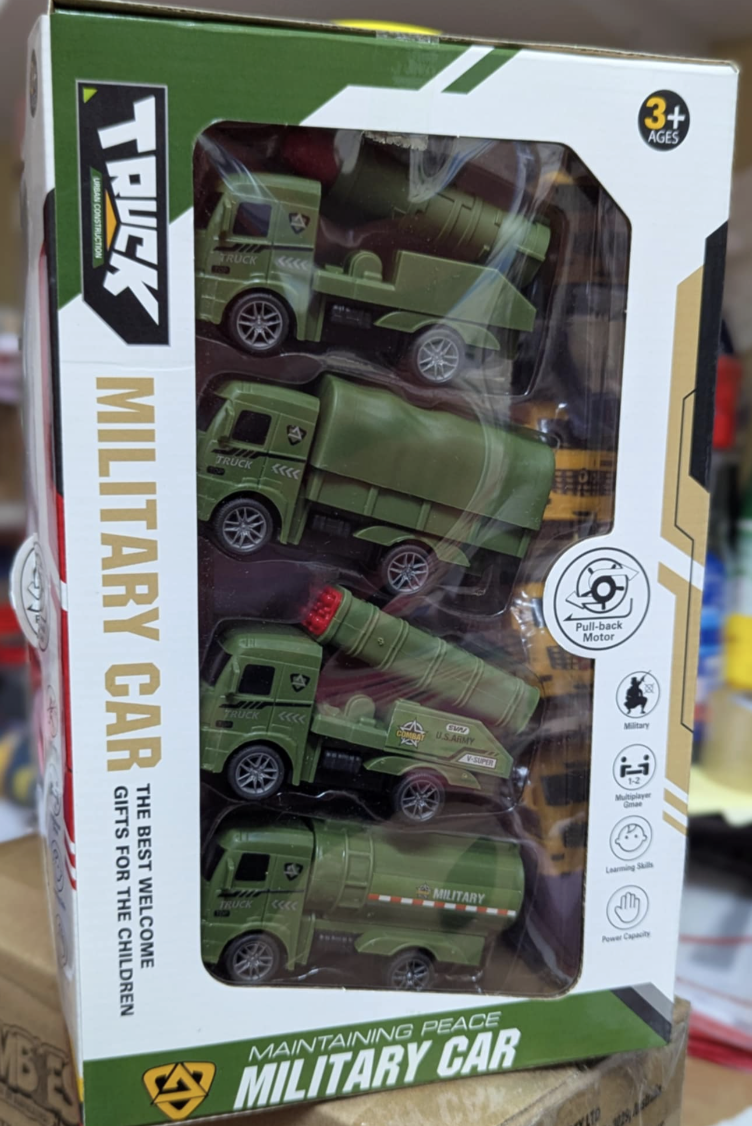 3+
AGES
TRUCK
URBAN CONSTRUCTION
MILITARY CAR
THE BEST WELCOME
GIFTS FOR THE CHILDREN
TRUCK
TRUCK
TRUCK
COMBAT
U.S.ARMY
V-SUPER
TRUCK
MILITARY
Pull-back
Motor
Military
1-2
Multiplayer
Gmae
Learning Skills
Power Capacity
MAINTAINING PEACE
MILITARY CAR